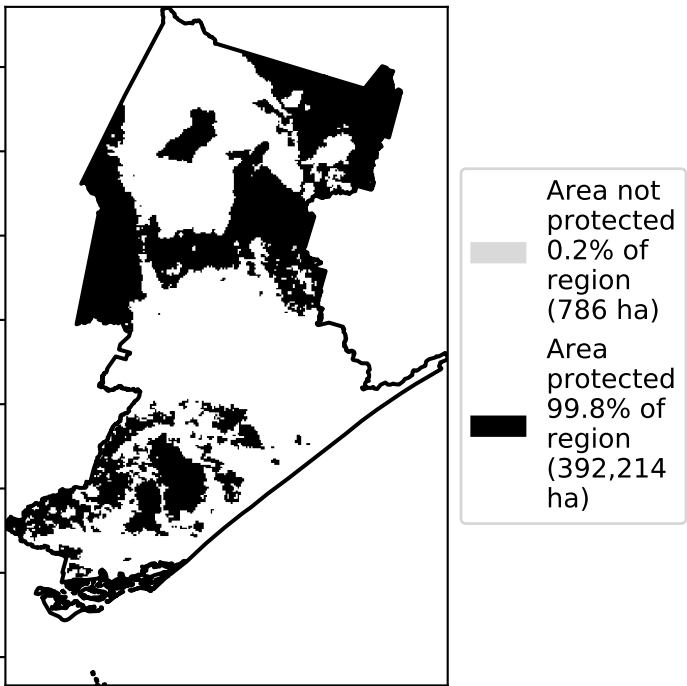 Area not
protected
0.2% of
region
(786 ha)
Area
protected
99.8% of
region
(392,214
ha)